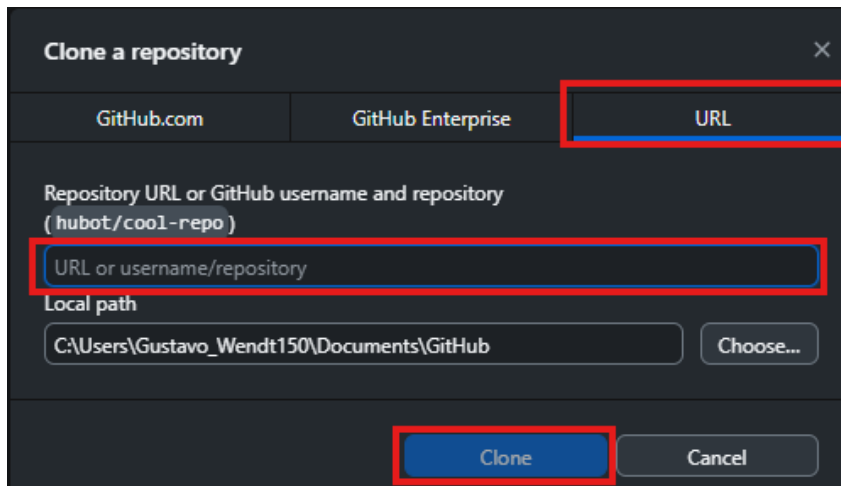 Clone a repository
GitHub.com GitHub Enterprise URL
Repository URL or GitHub username and repository
(hubot/cool-repo)
URL or username/repository
Local path
C:\Users\Gustavo_Wendt150\Documents\GitHub Choose...
Clone Cancel